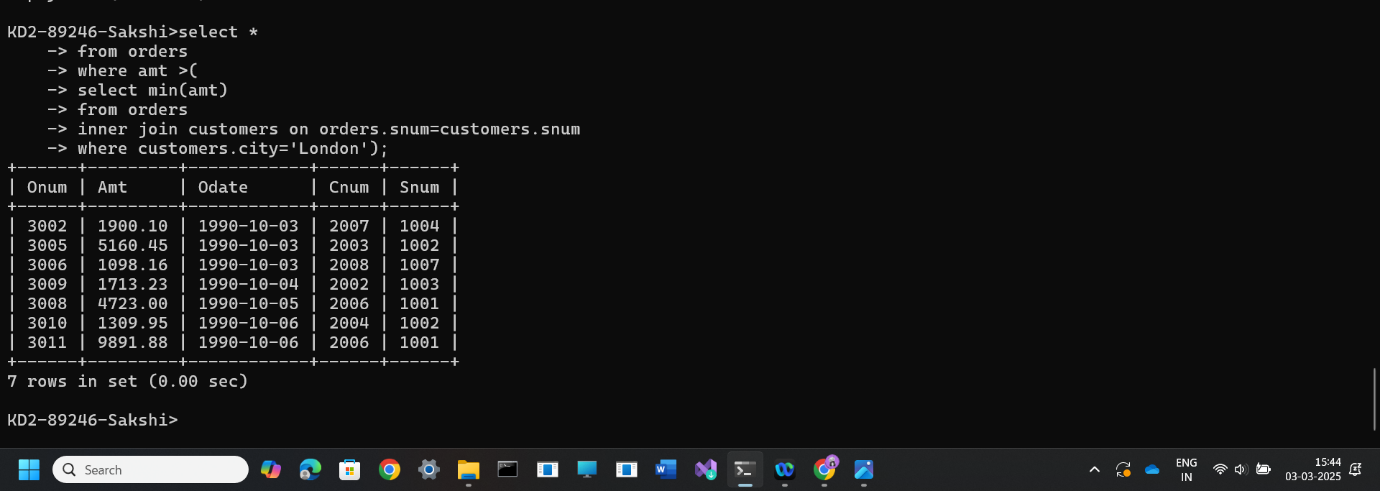 KD2-89246-Sakshi>select *
    -> from orders
    -> where amt >(
    -> select min(amt)
    -> from orders
    -> inner join customers on orders.snum=customers.snum
    -> where customers.city='London');
+------+---------+------------+------+------+
| Onum | Amt     | Odate      | Cnum | Snum |
+------+---------+------------+------+------+
| 3002 | 1900.10 | 1990-10-03 | 2007 | 1004 |
| 3005 | 5160.45 | 1990-10-03 | 2003 | 1002 |
| 3006 | 1098.16 | 1990-10-03 | 2008 | 1007 |
| 3009 | 1713.23 | 1990-10-04 | 2002 | 1003 |
| 3008 | 4723.00 | 1990-10-05 | 2006 | 1001 |
| 3010 | 1309.95 | 1990-10-06 | 2004 | 1002 |
| 3011 | 9891.88 | 1990-10-06 | 2006 | 1001 |
+------+---------+------------+------+------+
7 rows in set (0.00 sec)
KD2-89246-Sakshi>
Search
ENG
IN
15:44
03-03-2025